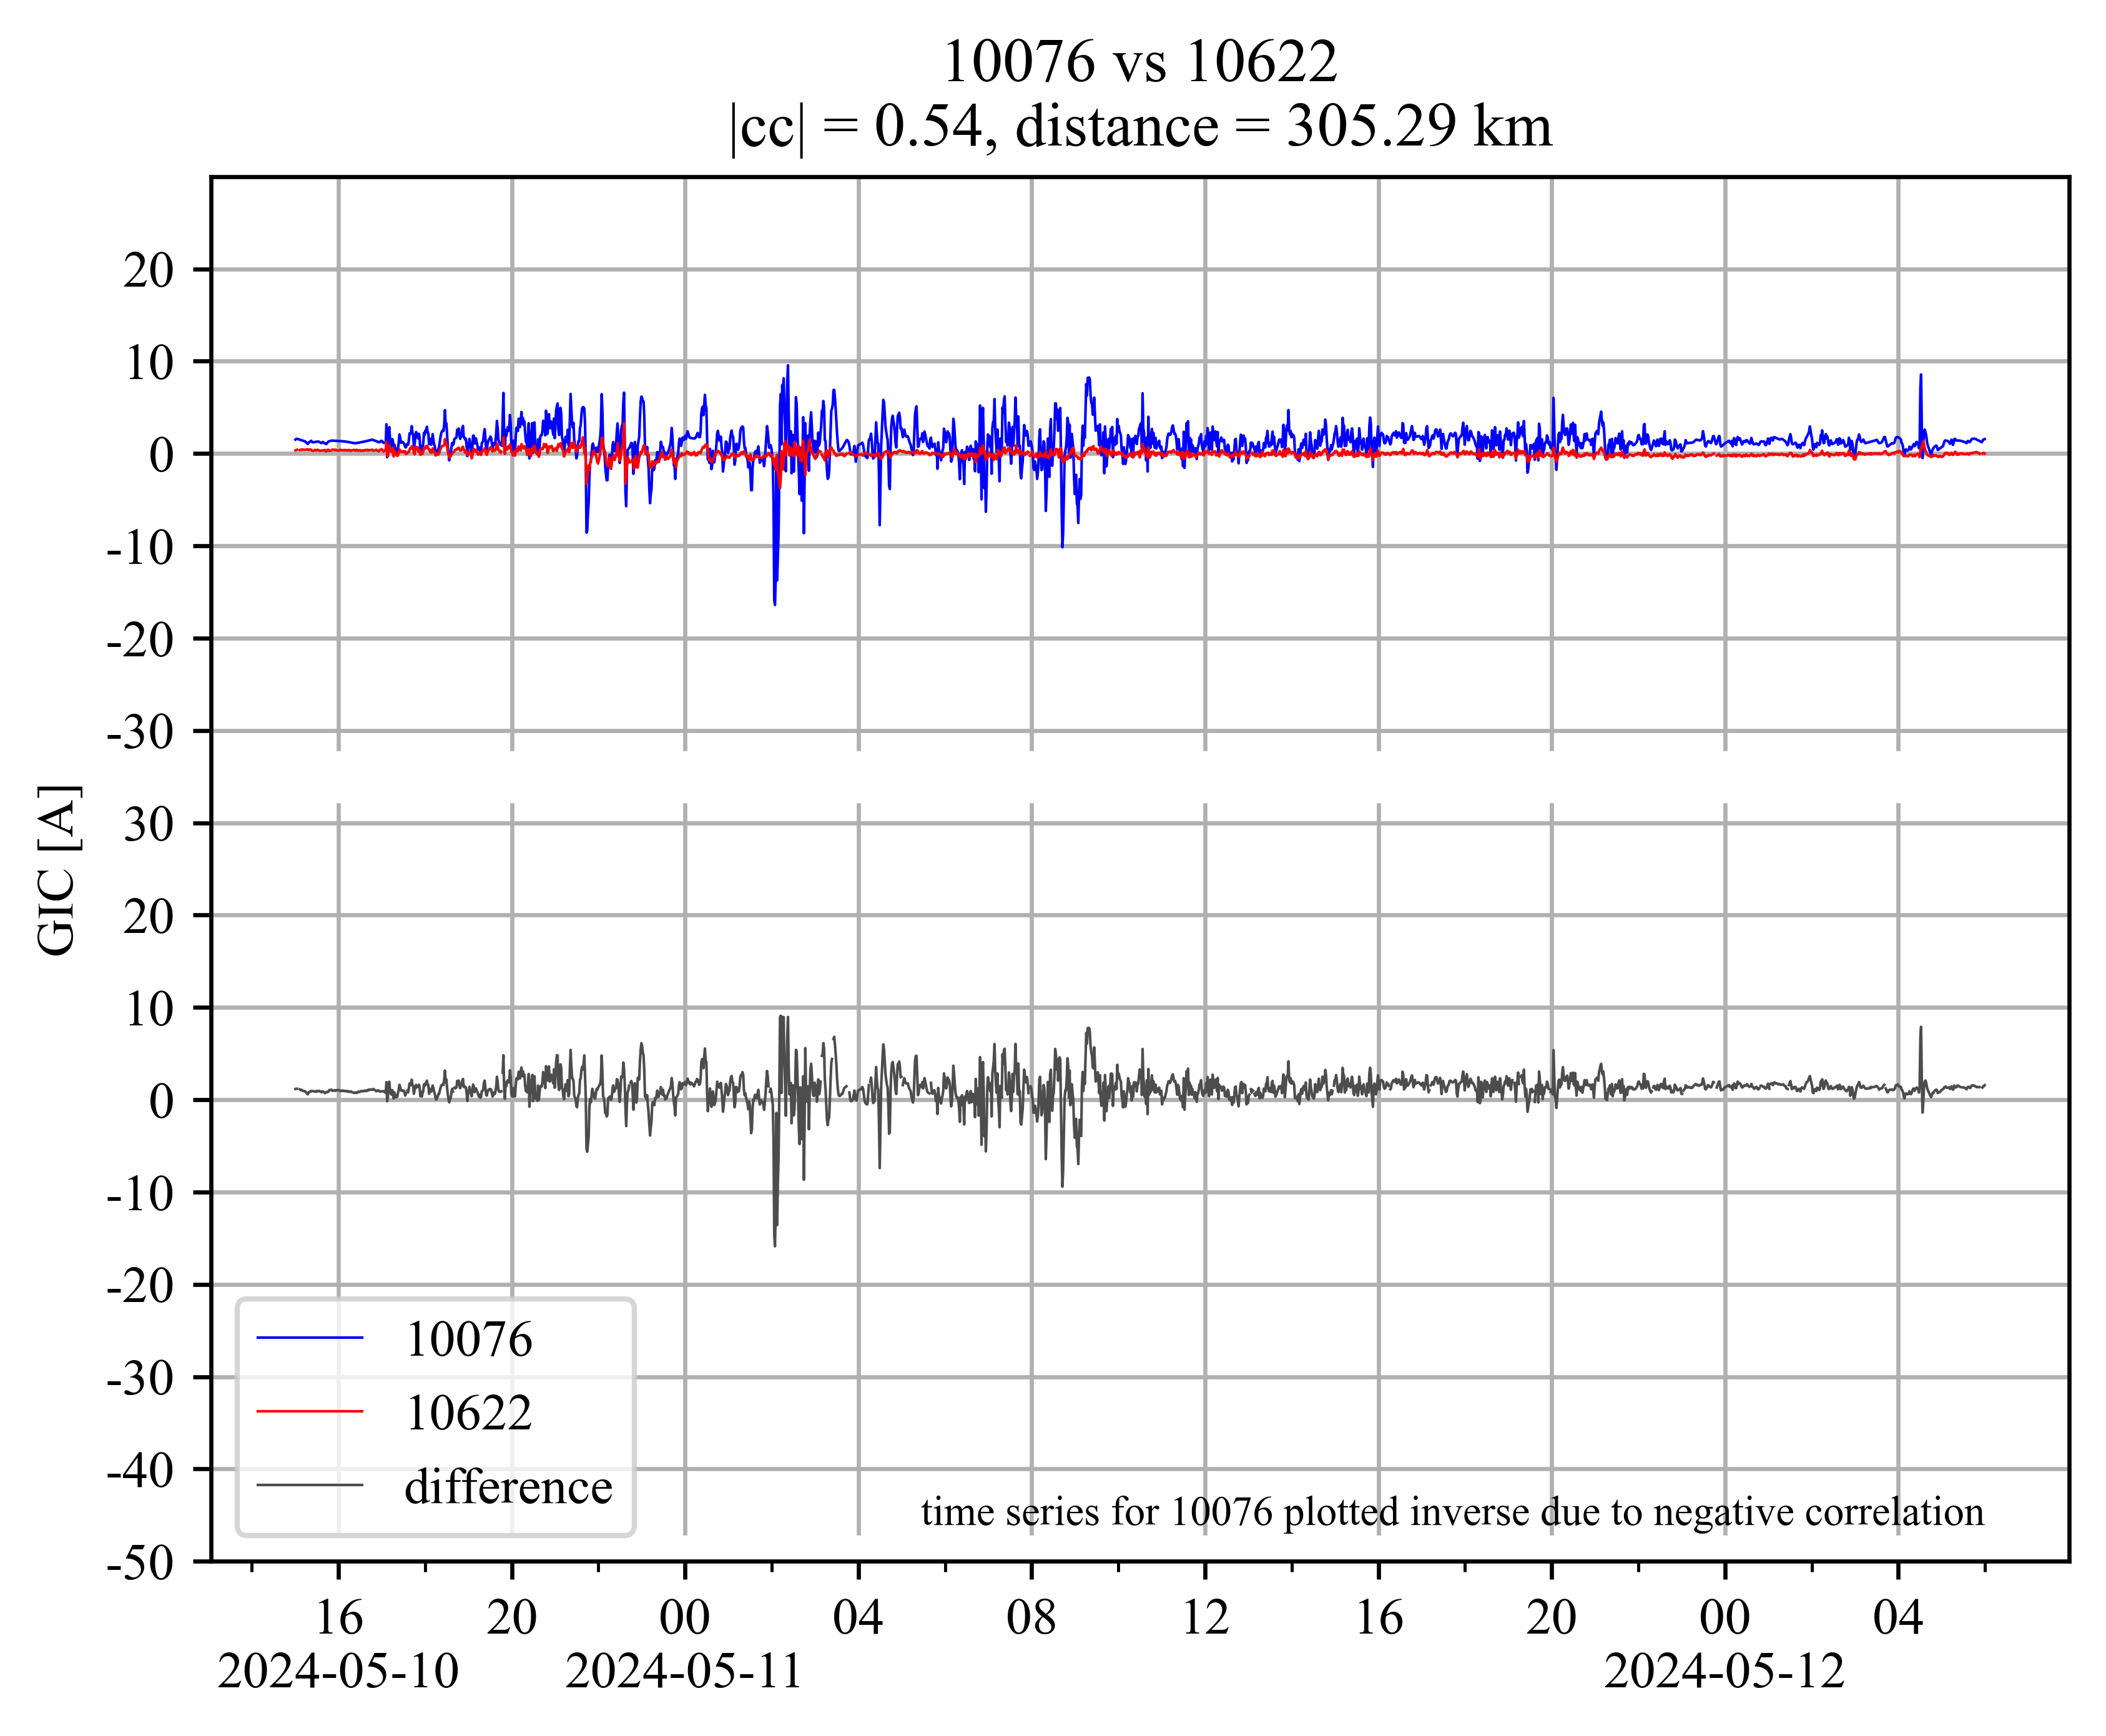 10076 vs 10622
|cc| = 0.54, distance = 305.29 km
20
10
0
-10
-20
-30
30
20
10
0
-10
-20
-30
-40
-50
GIC [A]
10076
10622
difference
time series for 10076 plotted inverse due to negative correlation
16 20 00 04 08 12 16 20 00 04
2024-05-10 2024-05-11 2024-05-12